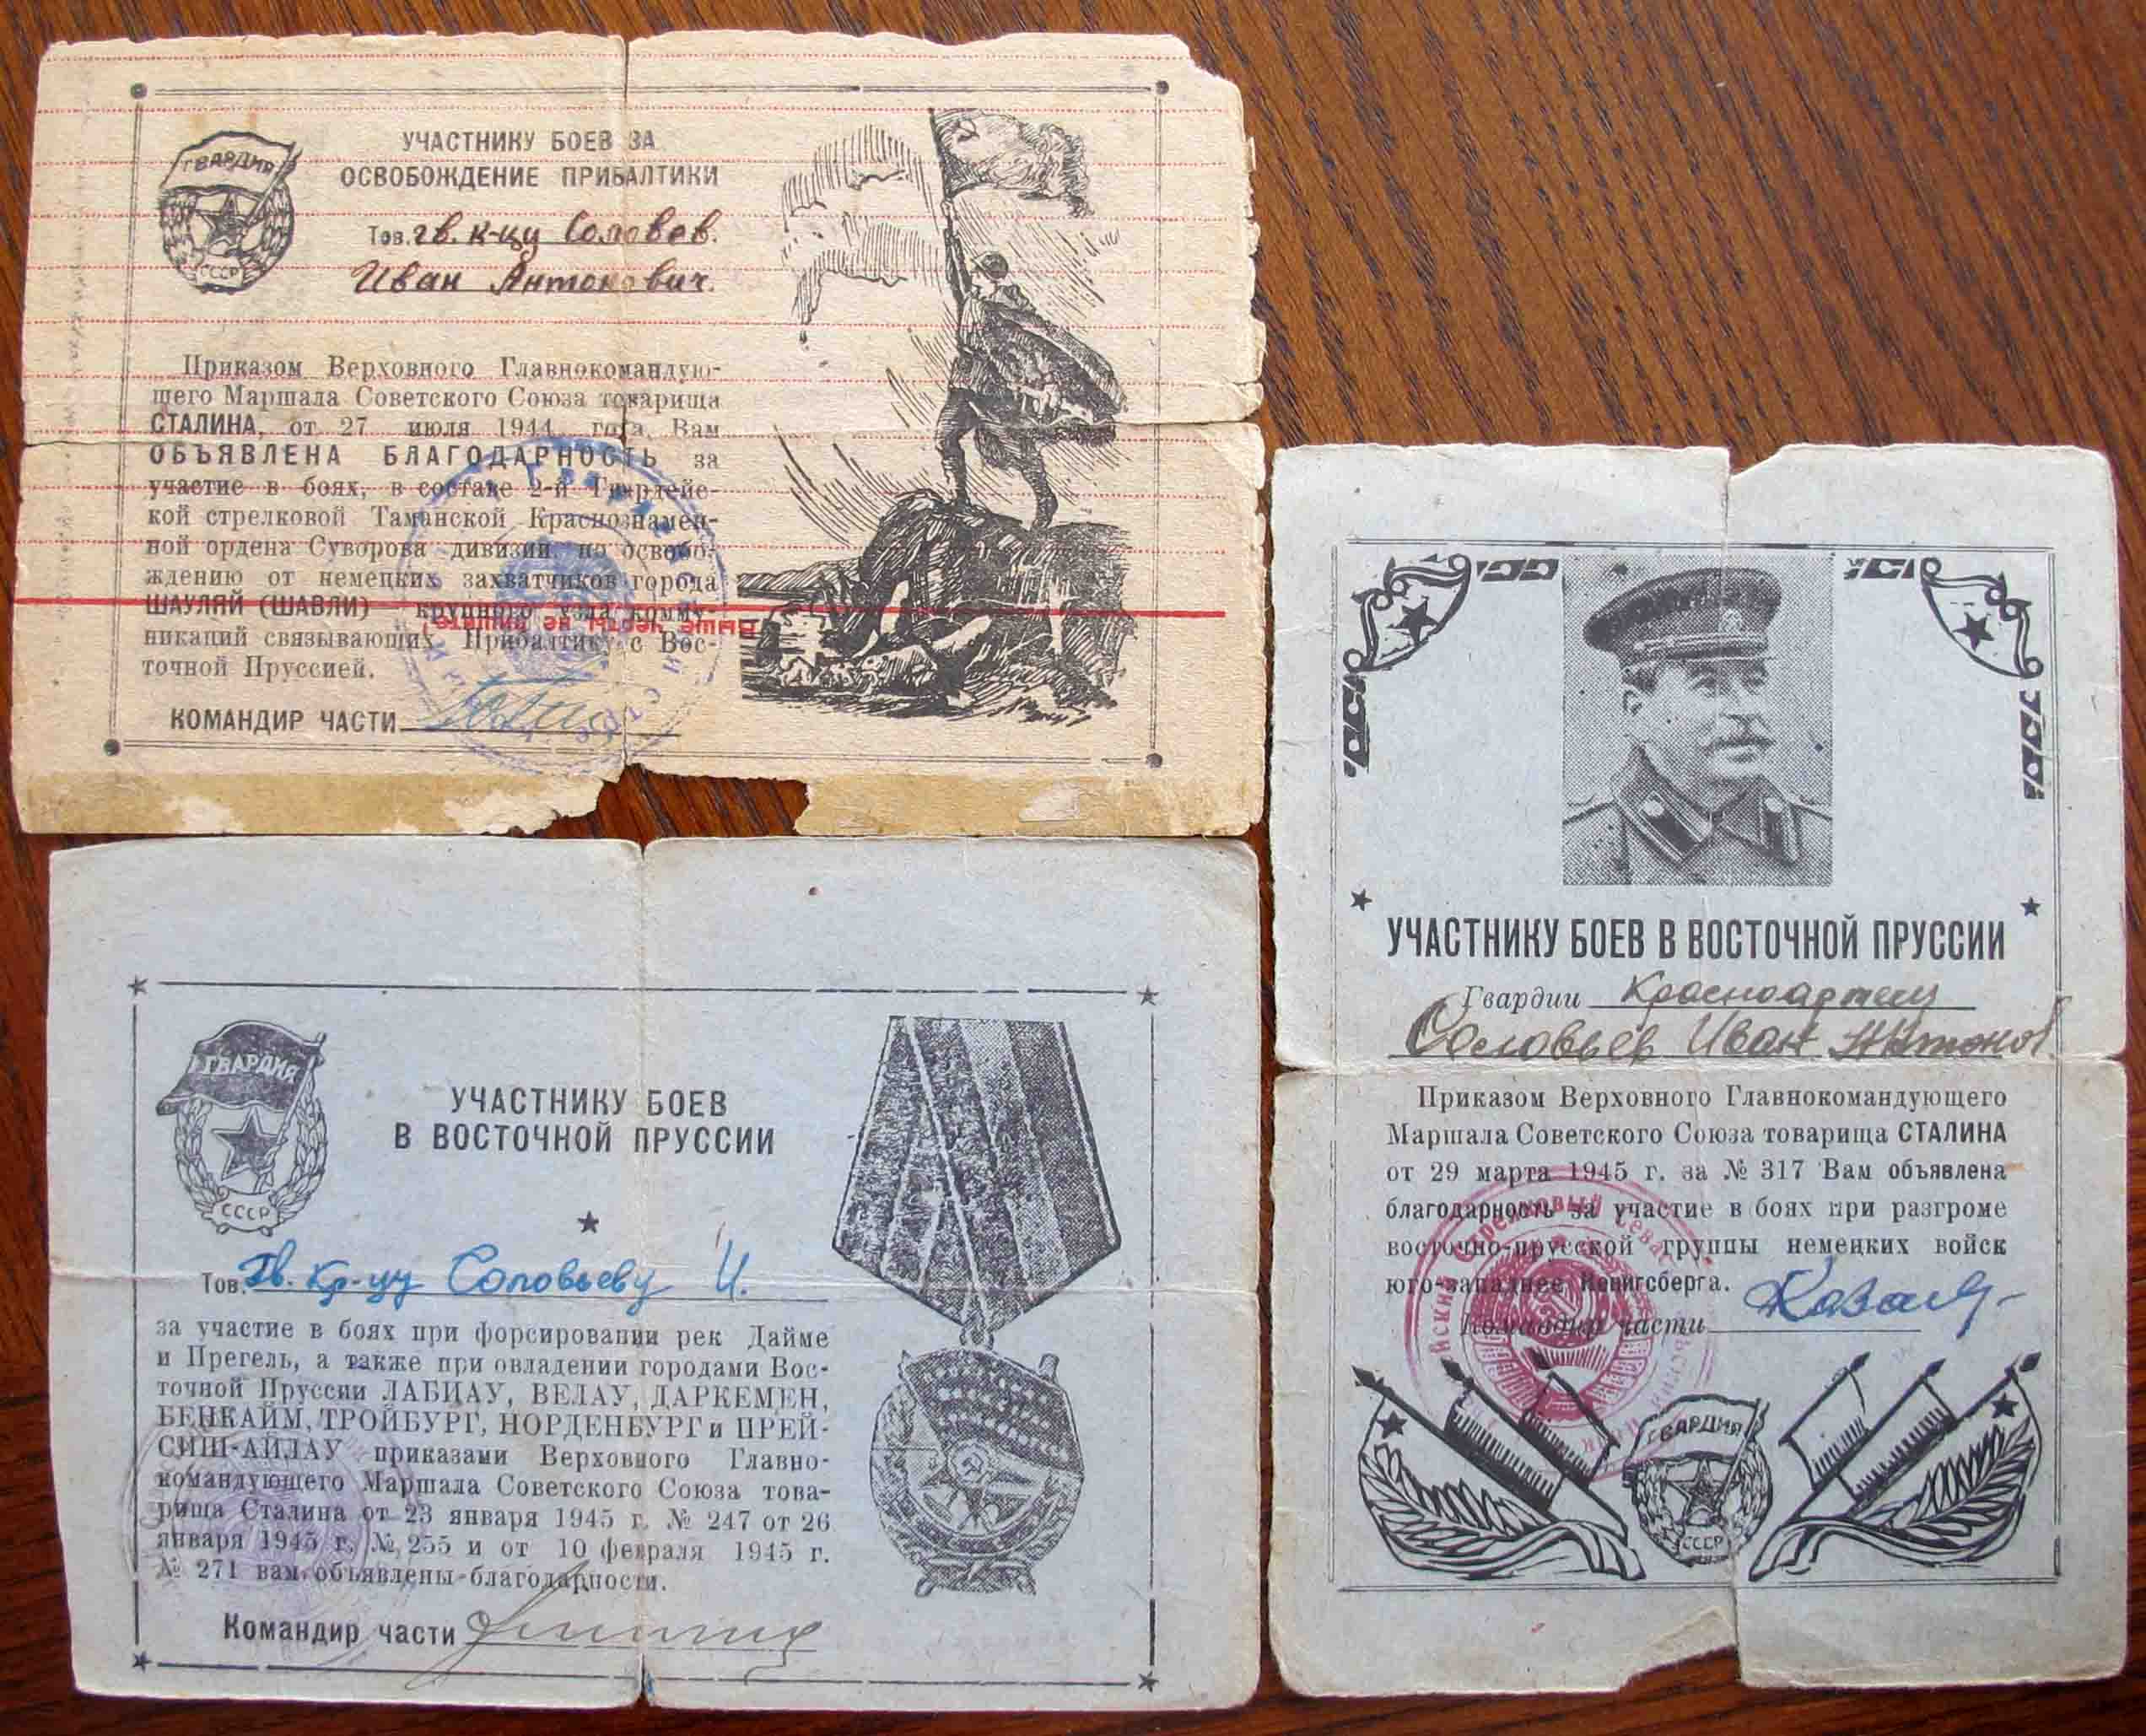 ГВАРДИЯ
СССР
УЧАСТНИКУ БОЕВ ЗА
ОСВОБОЖДЕНИЕ ПРИБАЛТИКИ
Тов. гв. к-цу Соловев.
Иван Антонович.
Приказом Верховного Главнокомандую-
щего Маршала Советского Союза товарища
СТАЛИНА, от 27 июля 1944 года, Вам
ОБЪЯВЛЕНА БЛАГОДАРНОСТЬ за
участие в боях, в составе 2-й Гвардейс-
кой стрелковой Таманской Краснознамен-
ной ордена Суворова дивизии, по освобо-
ждению от немецких захватчиков города
ШАУЛЯЙ (ШАВЛИ) – крупного узла комму-
никаций связывающих Прибалтику с Вос-
точной Пруссией.
КОМАНДИР ЧАСТИ
ГВАРДИЯ
СССР
УЧАСТНИКУ БОЕВ
В ВОСТОЧНОЙ ПРУССИИ
Тов. Гв. кр-цу Соловьеву И.
за участие в боях при форсировании рек Дайме
и Прегель, а также при овладении городами Вос-
точной Пруссии ЛАБИАУ, ВЕЛАУ, ДАРКЕМЕН,
БЕНКАЙМ, ТРОЙБУРГ, НОРДЕНБУРГ и ПРЕЙ-
СИШ-АЙЛАУ приказами Верховного Главно-
командующего Маршала Советского Союза това-
рища Сталина от 23 января 1945 г. № 247 от 26
января 1945 г. № 255 и от 10 февраля 1945 г.
№ 271 вам объявлены благодарности.
Командир части
УЧАСТНИКУ БОЕВ В ВОСТОЧНОЙ ПРУССИИ
Гвардии Красноармецу
Соловьев Иван Антонов
Приказом Верховного Главнокомандующего
Маршала Советского Союза товарища СТАЛИНА
от 29 марта 1945 г. за № 317 Вам объявлена
благодарность за участие в боях при разгроме
восточно-прусской группы немецких войск
юго-западнее Кенигсберга.
Командир части
ГВАРДИЯ
СССР